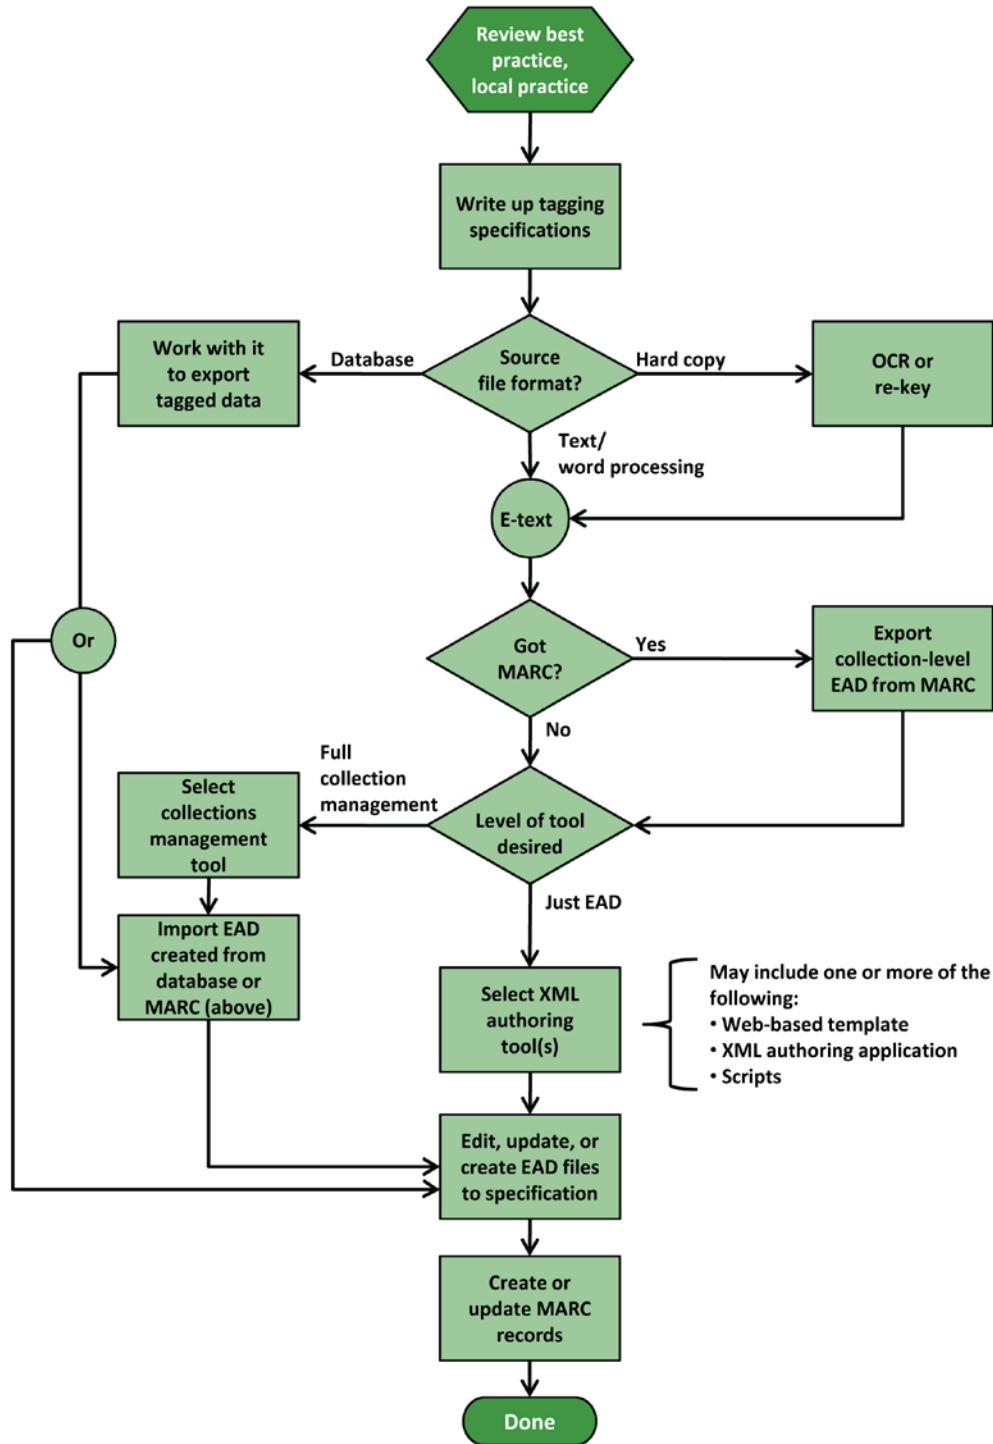 Review best
practice,
local practice
Write up tagging
specifications
Work with it
to export
tagged data
Database
Source
file format?
Hard copy
OCR or
re-key
Text/
word processing
E-text
Or
Got
MARC?
Yes
Export
collection-level
EAD from MARC
No
Full
collection
management
Select
collections
management
tool
Level of tool
desired
Just EAD
Import EAD
created from
database or
MARC (above)
Select XML
authoring
tool(s)
May include one or more of the
following:
• Web-based template
• XML authoring application
• Scripts
Edit, update, or
create EAD files
to specification
Create or
update MARC
records
Done